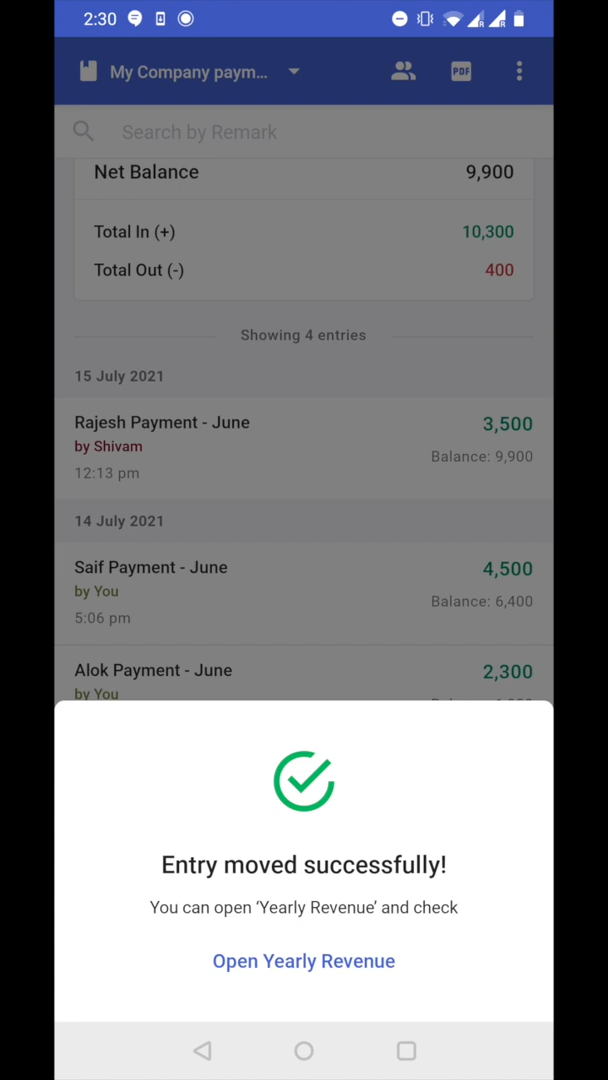 2:30
My Company paym...
PDF
Search by Remark
Net Balance 9,900
Total In (+) 10,300
Total Out (-) 400
Showing 4 entries
15 July 2021
Rajesh Payment - June 3,500
by Shivam Balance: 9,900
12:13 pm
14 July 2021
Saif Payment - June 4,500
by You Balance: 6,400
5:06 pm
Alok Payment - June 2,300
by You
Entry moved successfully!
You can open ‘Yearly Revenue’ and check
Open Yearly Revenue